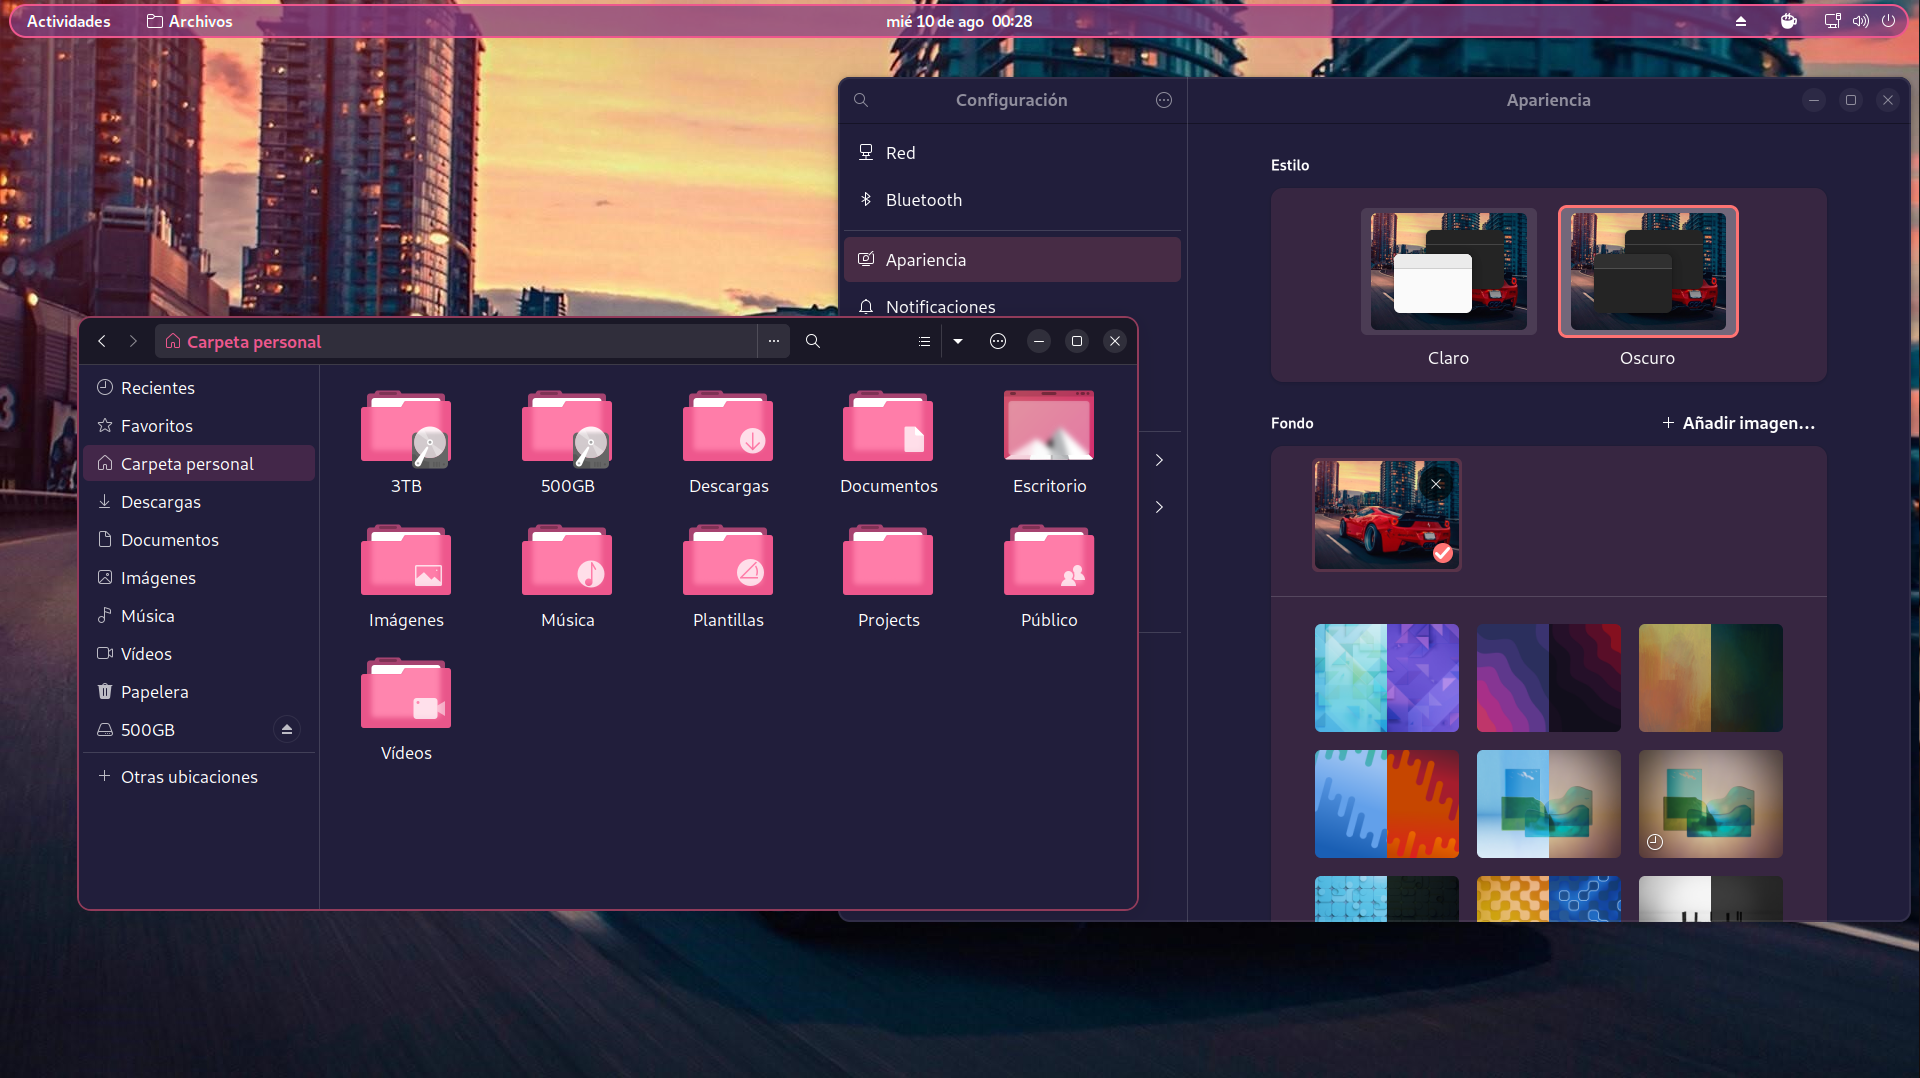 Actividades
Archivos
mié 10 de ago 00:28
Configuración
Apariencia
Red
Bluetooth
Apariencia
Notificaciones
Estilo
Claro
Oscuro
Fondo
+ Añadir imagen...
Carpeta personal
Recientes
Favoritos
Carpeta personal
Descargas
Documentos
Imágenes
Música
Vídeos
Papelera
500GB
+ Otras ubicaciones
3TB
500GB
Descargas
Documentos
Escritorio
Imágenes
Música
Plantillas
Projects
Público
Vídeos
3